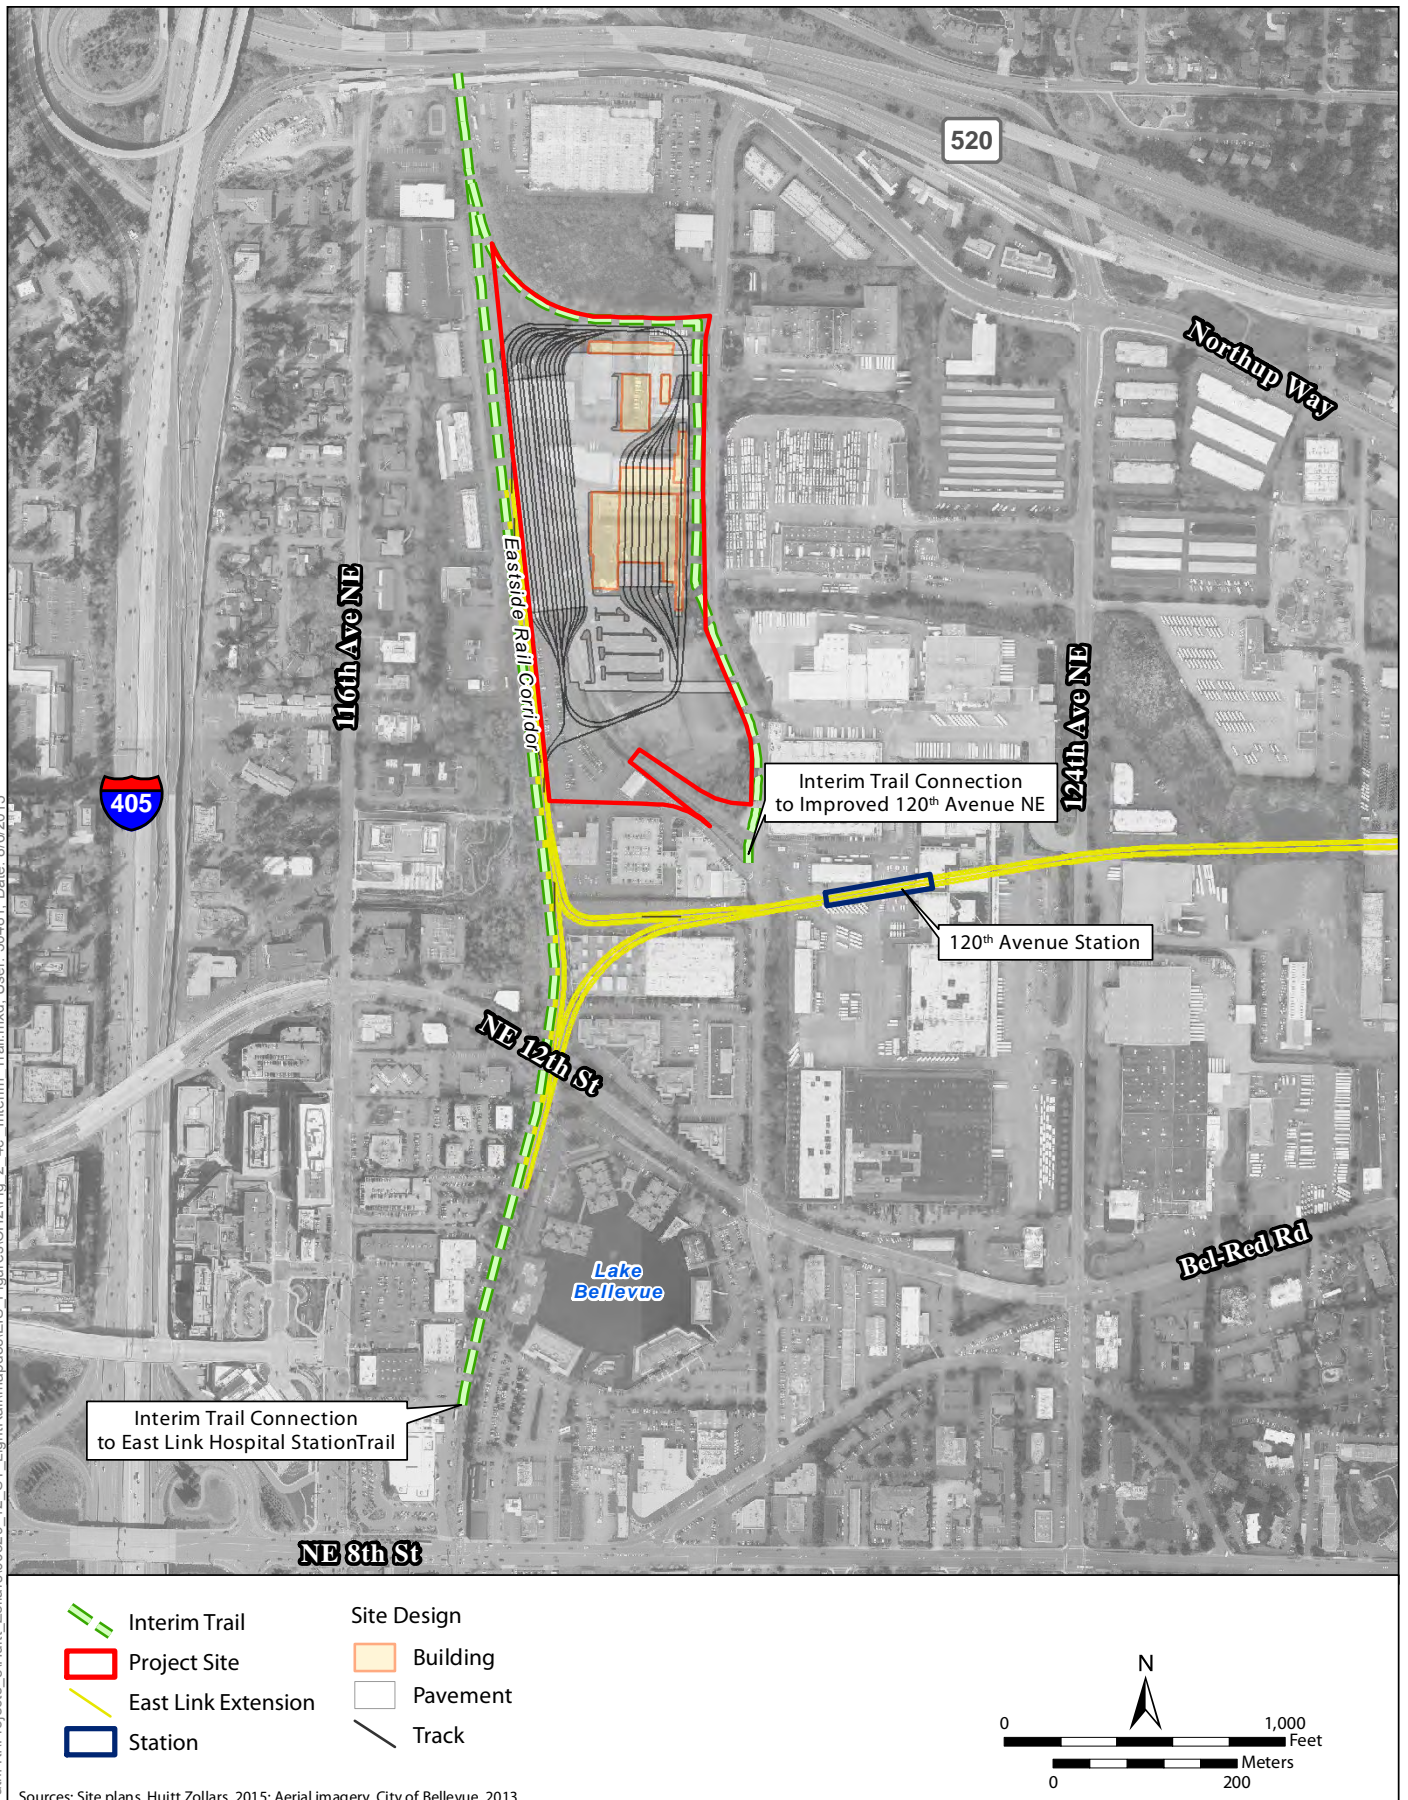 520
Northup Way
Eastside Rail Corridor
116th Ave NE
124th Ave NE
405
Interim Trail Connection
to Improved 120th Avenue NE
120th Avenue Station
NE 12th St
Bel-Red Rd
Lake
Bellevue
Interim Trail Connection
to East Link Hospital StationTrail
NE 8th St
Interim Trail
Project Site
East Link Extension
Station
Site Design
Building
Pavement
Track
N
0 1,000
Feet
Meters
0 200
Sources: Site plans, Huitt Zollars, 2015; Aerial imagery, City of Bellevue, 2013